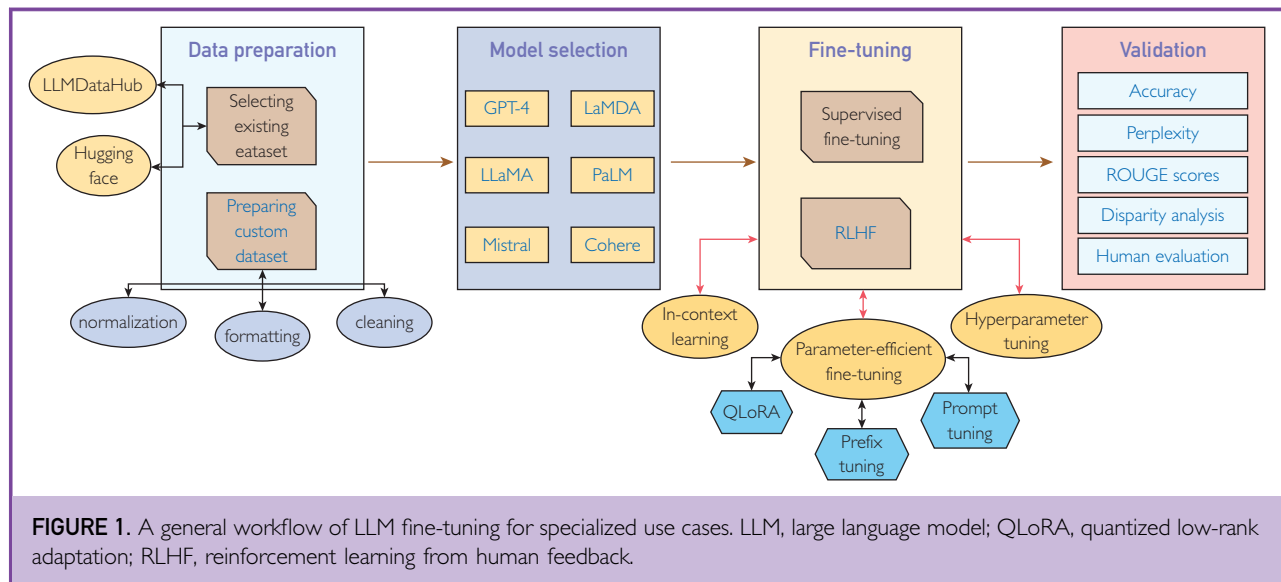 Data preparation
LLMDataHub
Hugging
face
Selecting
existing
eataset
Preparing
custom
dataset
normalization
formatting
cleaning
Model selection
GPT-4
LaMDA
LLaMA
PaLM
Mistral
Cohere
Fine-tuning
Supervised
fine-tuning
RLHF
In-context
learning
Parameter-efficient
fine-tuning
Hyperparameter
tuning
QLoRA
Prefix
tuning
Prompt
tuning
Validation
Accuracy
Perplexity
ROUGE scores
Disparity analysis
Human evaluation
FIGURE 1. A general workflow of LLM fine-tuning for specialized use cases. LLM, large language model; QLoRA, quantized low-rank
adaptation; RLHF, reinforcement learning from human feedback.